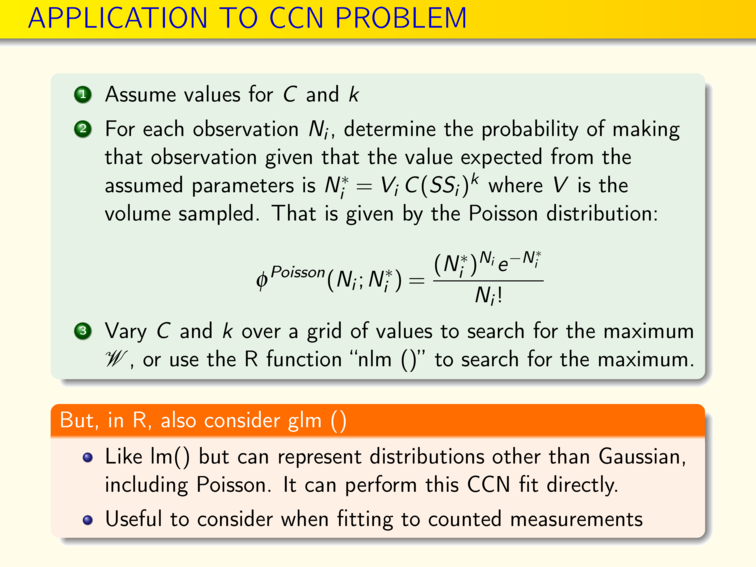 APPLICATION TO CCN PROBLEM
1 Assume values for C and k
2 For each observation N_i, determine the probability of making
that observation given that the value expected from the
assumed parameters is N_i^* = V_i C(SS_i)^k where V is the
volume sampled. That is given by the Poisson distribution:
ϕ^{Poisson}(N_i; N_i^*) = \frac{(N_i^*)^{N_i} e^{-N_i^*}}{N_i!}
3 Vary C and k over a grid of values to search for the maximum
𝒲, or use the R function “nlm ()” to search for the maximum.
But, in R, also consider glm ()
• Like lm() but can represent distributions other than Gaussian,
including Poisson. It can perform this CCN fit directly.
• Useful to consider when fitting to counted measurements